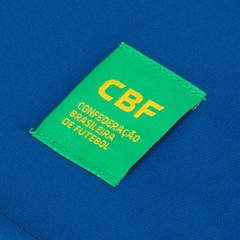 CBF
CONFEDERAÇÃO
BRASILEIRA
DE FUTEBOL